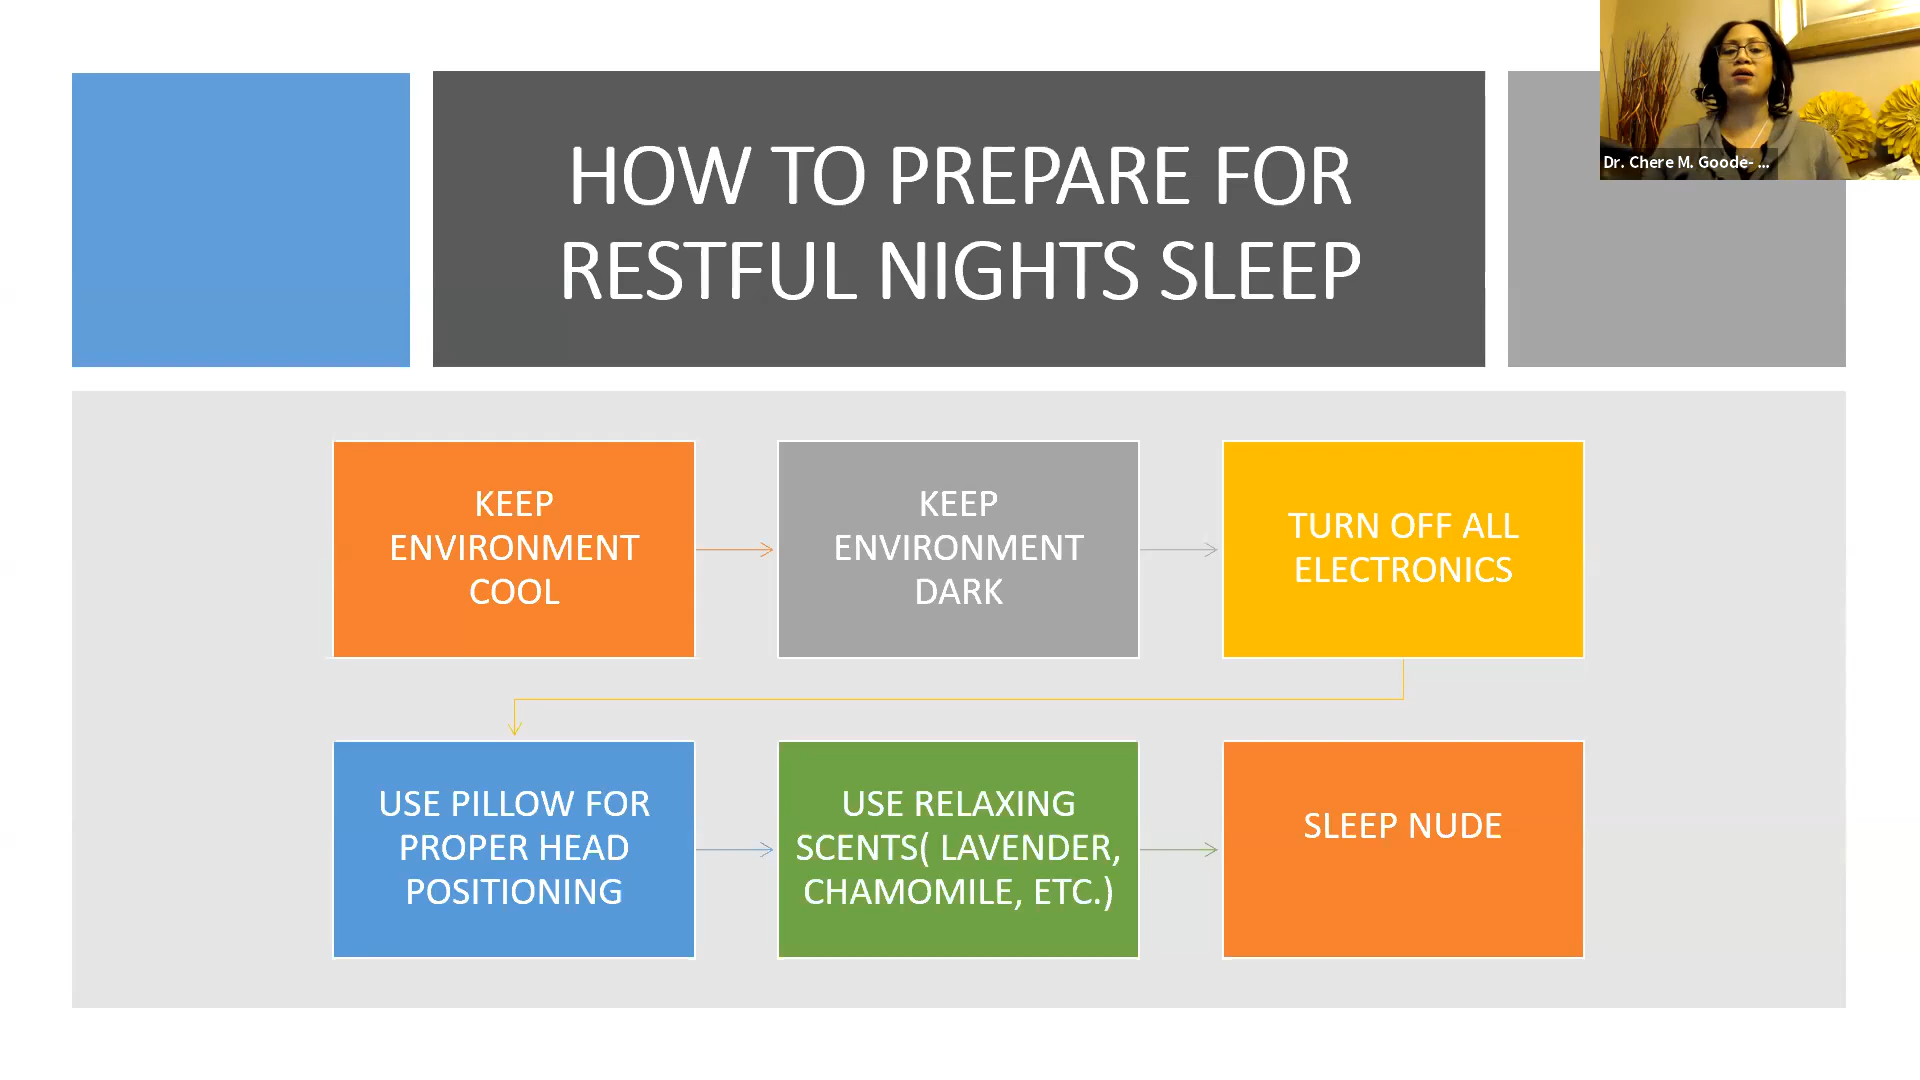 HOW TO PREPARE FOR
RESTFUL NIGHTS SLEEP
Dr. Chere M. Goode- ...
KEEP
ENVIRONMENT
COOL
KEEP
ENVIRONMENT
DARK
TURN OFF ALL
ELECTRONICS
USE PILLOW FOR
PROPER HEAD
POSITIONING
USE RELAXING
SCENTS( LAVENDER,
CHAMOMILE, ETC.)
SLEEP NUDE